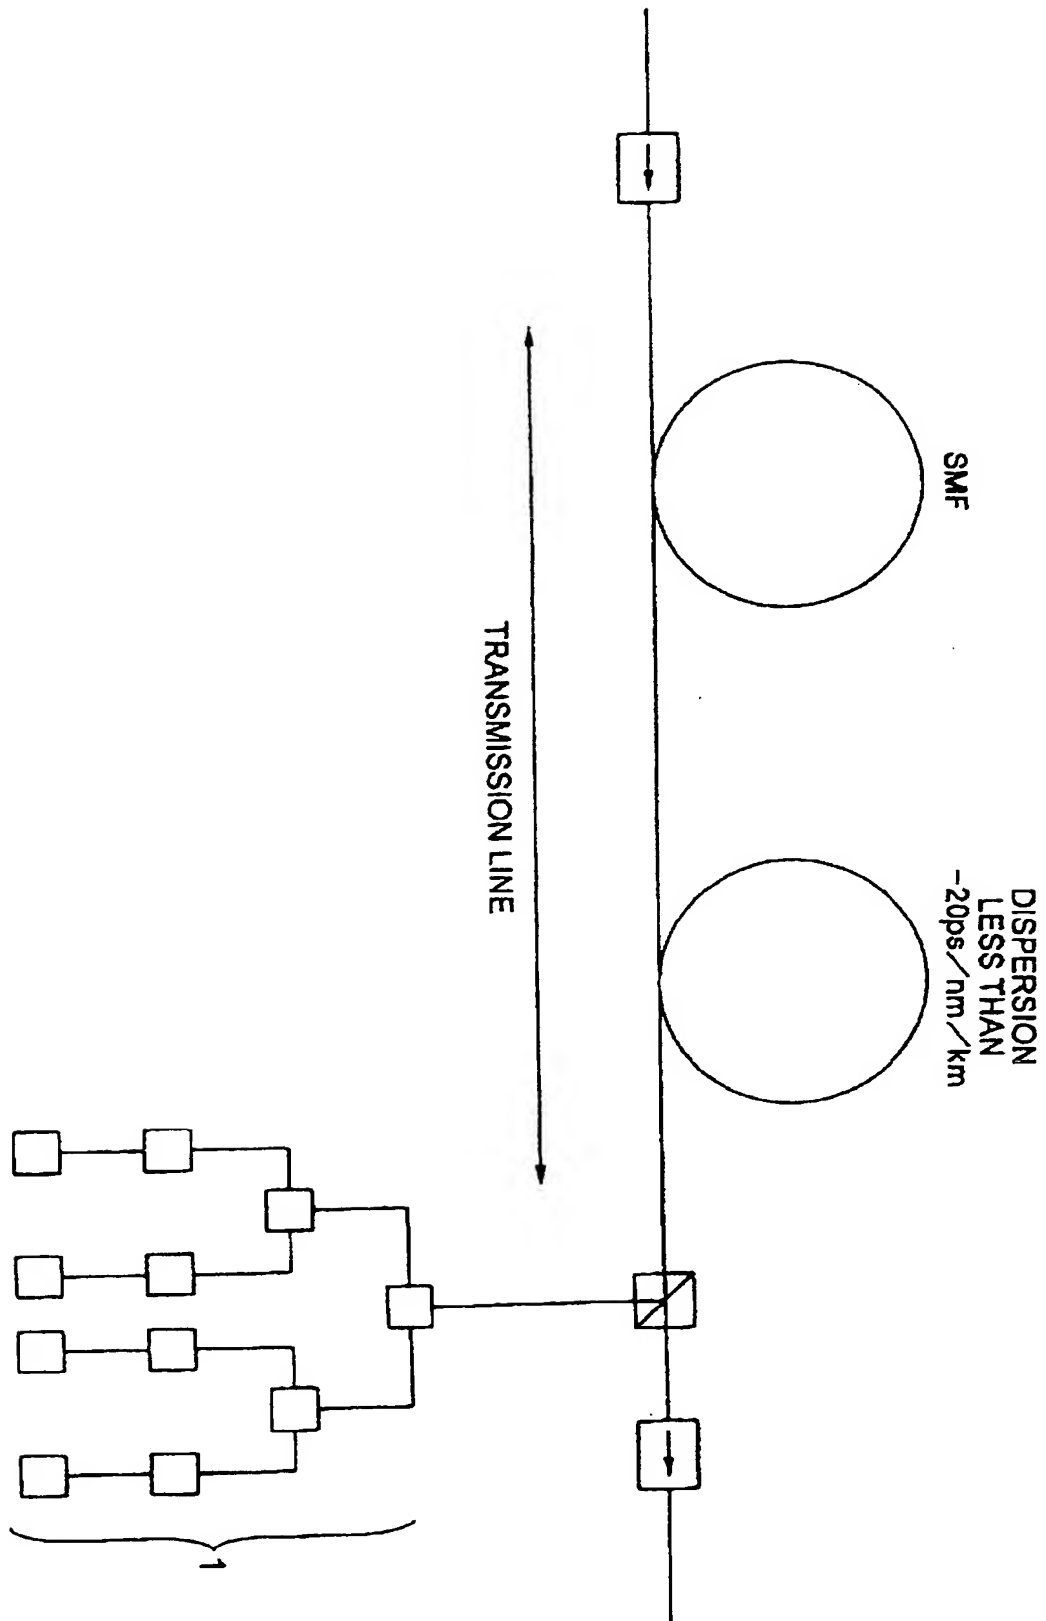 SMF
DISPERSION
LESS THAN
-20ps/nm/km
TRANSMISSION LINE
1